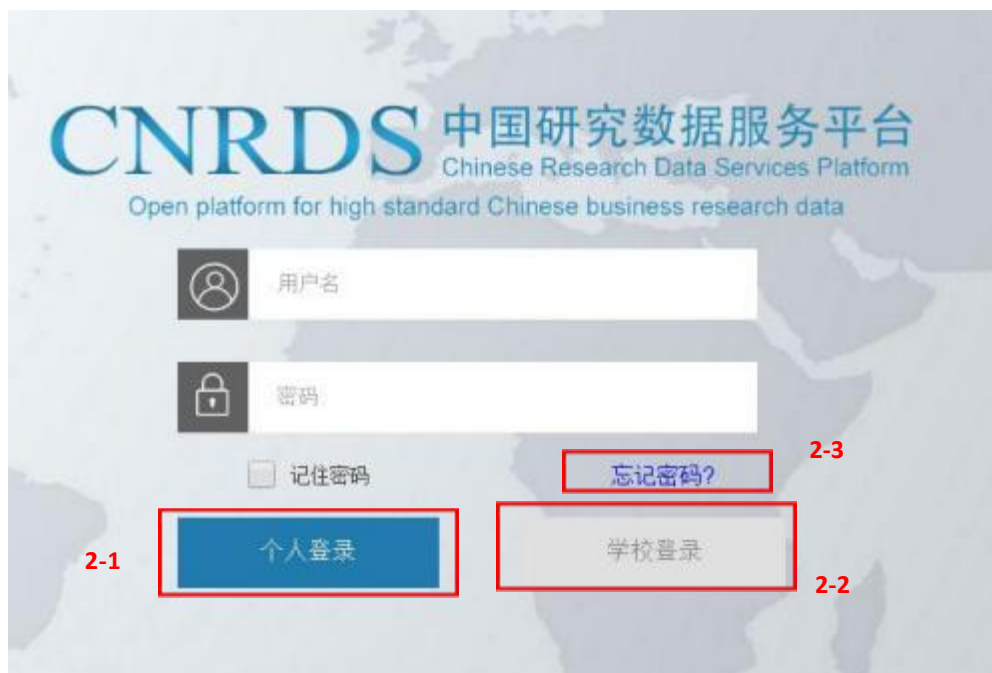 CNRDS 中国研究数据服务平台
Chinese Research Data Services Platform
Open platform for high standard Chinese business research data
用户名
密码
2-3
记住密码 忘记密码?
2-1 个人登录 学校登录
2-2